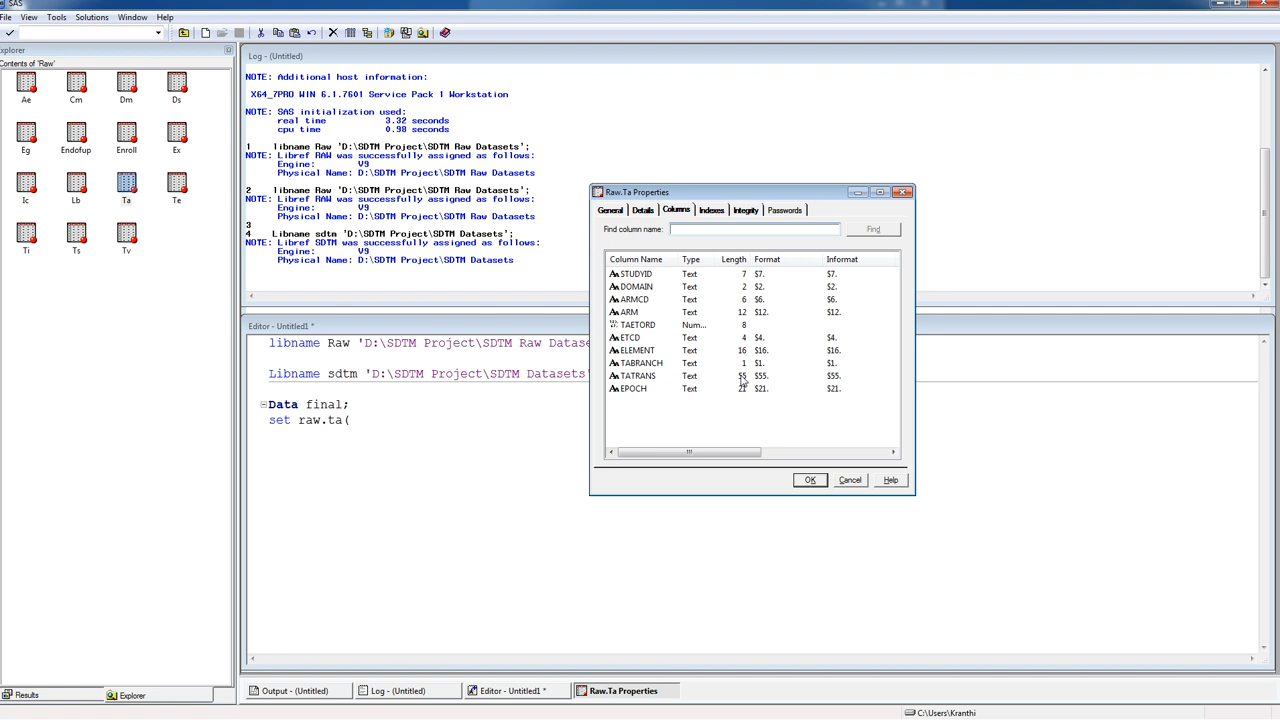 SAS
File View Tools Solutions Window Help
Explorer
Contents of 'Raw'
Ae Cm Dm Ds
Eg Endofup Enroll Ex
Ic Lb Ta Te
Ti Ts Tv
Log - (Untitled)
NOTE: Additional host information:
X64_7PRO WIN 6.1.7601 Service Pack 1 Workstation
NOTE: SAS initialization used:
real time 3.32 seconds
cpu time 0.98 seconds
1 libname Raw 'D:\SDTM Project\SDTM Raw Datasets';
NOTE: Libref RAW was successfully assigned as follows:
Engine: V9
Physical Name: D:\SDTM Project\SDTM Raw Datasets
2 libname Raw 'D:\SDTM Project\SDTM Raw Datasets';
NOTE: Libref RAW was successfully assigned as follows:
Engine: V9
Physical Name: D:\SDTM Project\SDTM Raw Datasets
3
4 Libname sdtm 'D:\SDTM Project\SDTM Datasets';
NOTE: Libref SDTM was successfully assigned as follows:
Engine: V9
Physical Name: D:\SDTM Project\SDTM Datasets
Editor - Untitled1 *
libname Raw 'D:\SDTM Project\SDTM Raw Datase
Libname sdtm 'D:\SDTM Project\SDTM Datasets'
Data final;
set raw.ta(
Raw.Ta Properties
General Details Columns Indexes Integrity Passwords
Find column name: Find
Column Name Type Length Format Informat
STUDYID Text 7 $7. $7.
DOMAIN Text 2 $2. $2.
ARMCD Text 6 $6. $6.
ARM Text 12 $12. $12.
TAETORD Num... 8
ETCD Text 4 $4. $4.
ELEMENT Text 16 $16. $16.
TABRANCH Text 1 $1. $1.
TATRANS Text 55 $55. $55.
EPOCH Text 21 $21. $21.
OK Cancel Help
Results Explorer
Output - (Untitled) Log - (Untitled) Editor - Untitled1 * Raw.Ta Properties
C:\Users\Kranthi